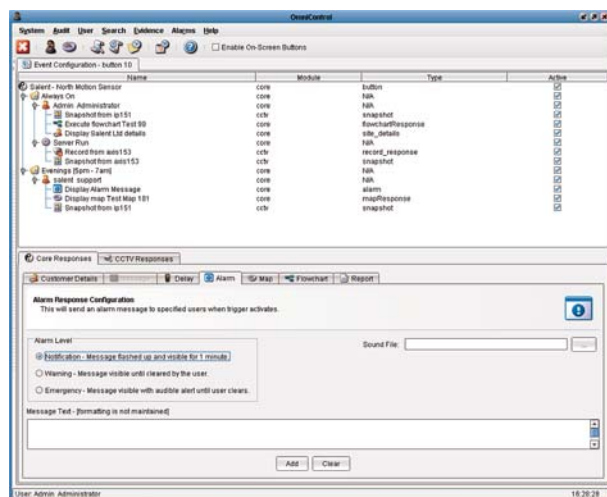 OmniControl
System Audit User Search Evidence Alarms Help
Enable On-Screen Buttons
Event Configuration - button 10
Name Module Type Active
Salent - North Motion Sensor core button
Always On core N/A
Admin Administrator core N/A
Snapshot from ip151 cctv snapshot
Execute flowchart Test 99 core flowchartResponse
Display Salent Ltd details core site_details
Server Run core N/A
Record from axis153 cctv record_response
Snapshot from axis153 cctv snapshot
Evenings [5pm - 7am] core N/A
salent support core N/A
Display Alarm Message core alarm
Display map Test Map 181 core mapResponse
Snapshot from ip151 cctv snapshot
Core Responses CCTV Responses
Customer Details Delay Alarm Map Flowchart Report
Alarm Response Configuration
This will send an alarm message to specified users when trigger activates.
Alarm Level
Sound File: ...
Notification - Message flashed up and visible for 1 minute.
Warning - Message visible until cleared by the user.
Emergency - Message visible with audible alert until user clears.
Message Text - [formatting is not maintained]
Add Clear
User: Admin Administrator 16:28:28